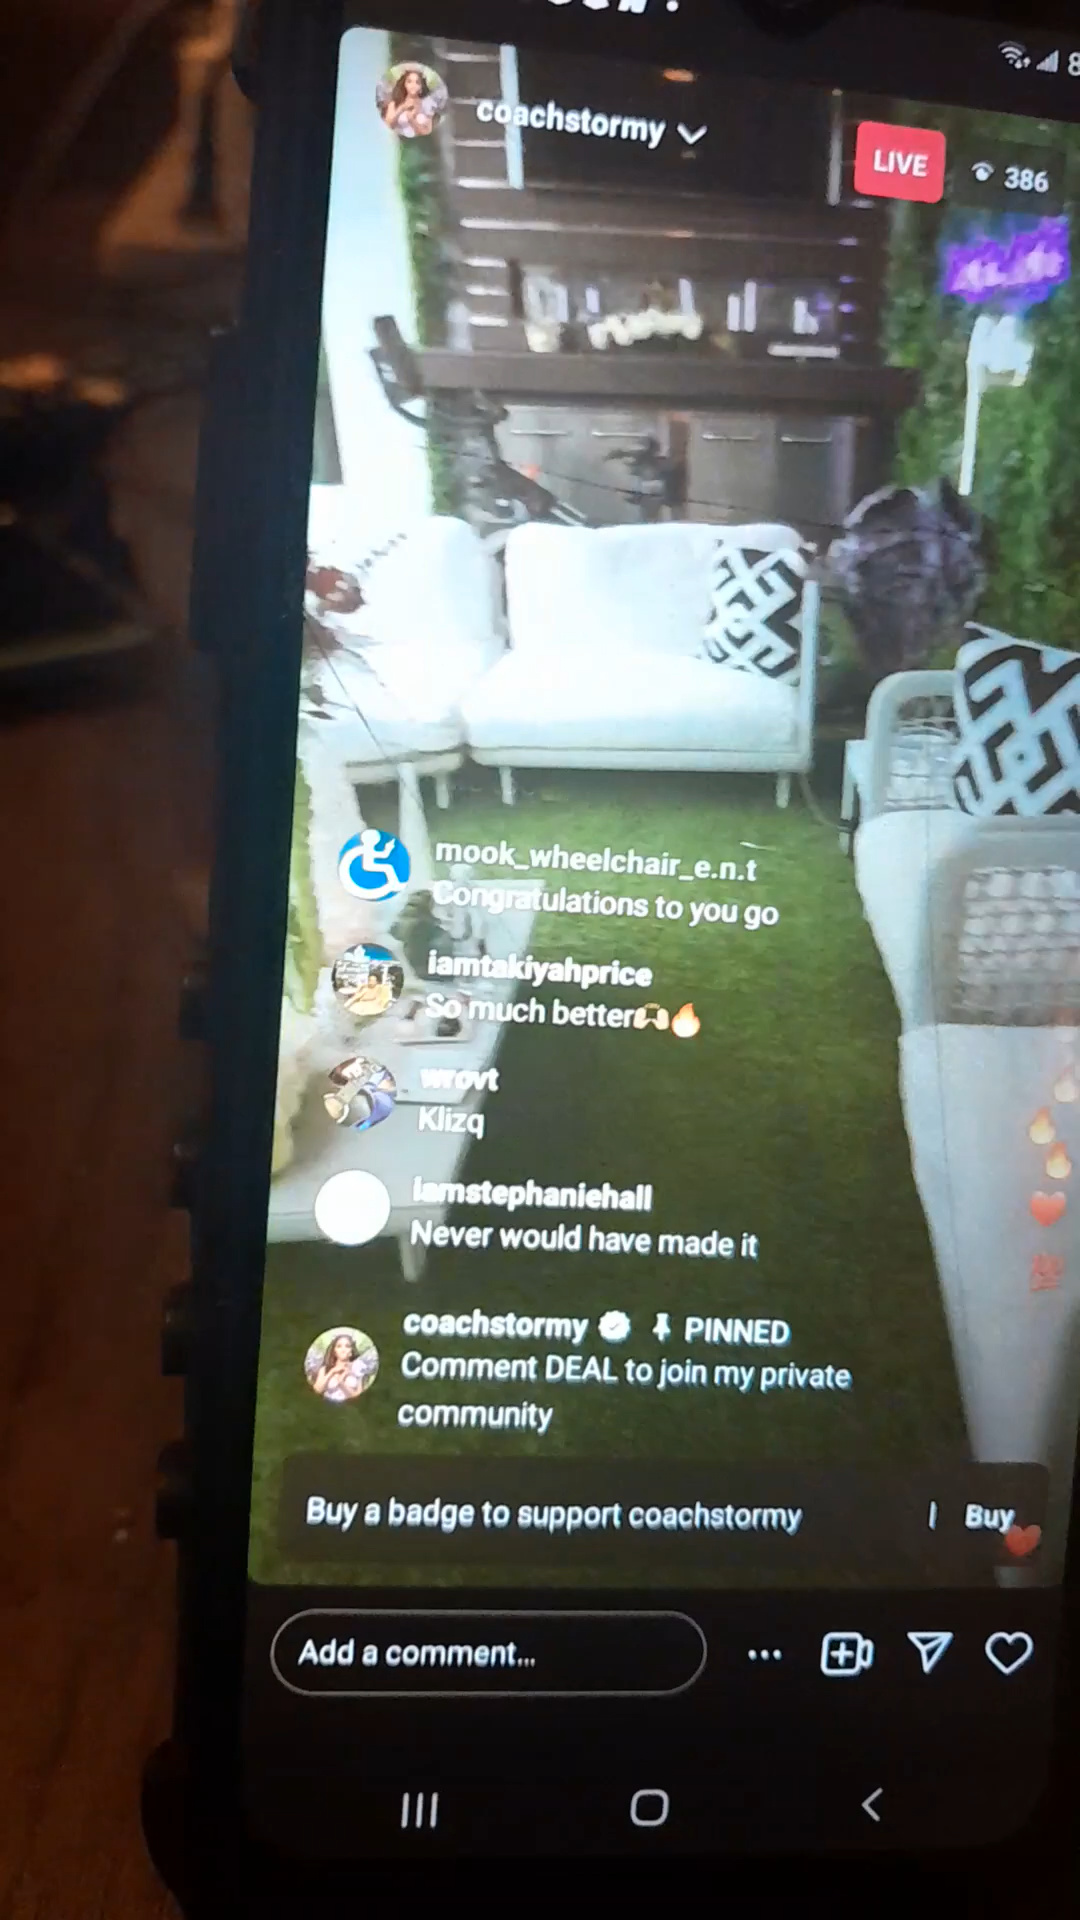 coachstormy
LIVE
386
mook_wheelchair_e.n.t
Congratulations to you go
iamtakiyahprice
So much better🙌🔥
wrovt
Klizq
iamstephaniehall
Never would have made it
coachstormy PINNED
Comment DEAL to join my private
community
Buy a badge to support coachstormy | Buy
Add a comment...